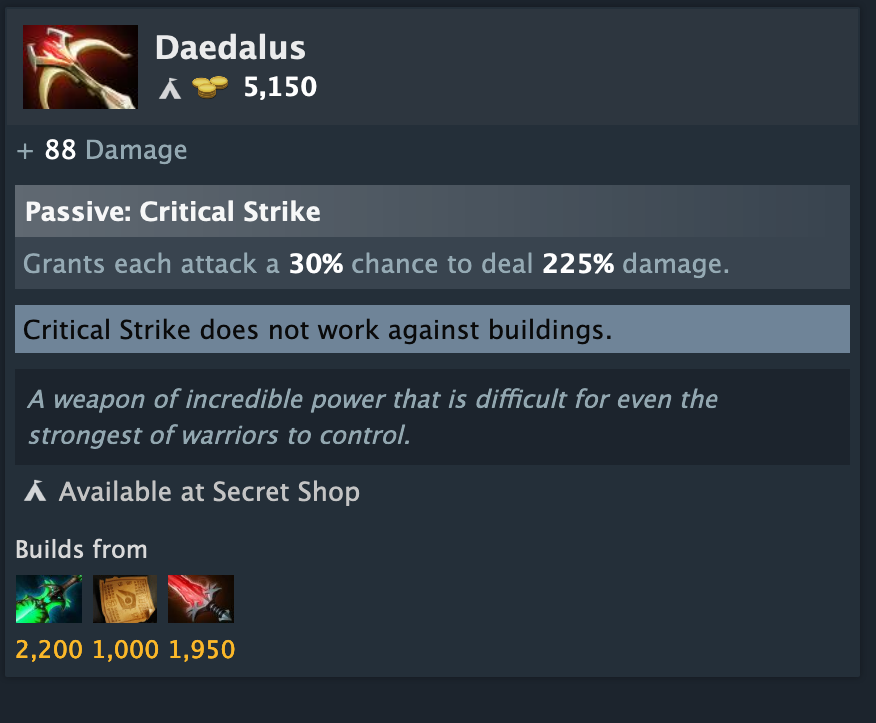 Daedalus
5,150
+ 88 Damage
Passive: Critical Strike
Grants each attack a 30% chance to deal 225% damage.
Critical Strike does not work against buildings.
A weapon of incredible power that is difficult for even the
strongest of warriors to control.
Available at Secret Shop
Builds from
2,200 1,000 1,950